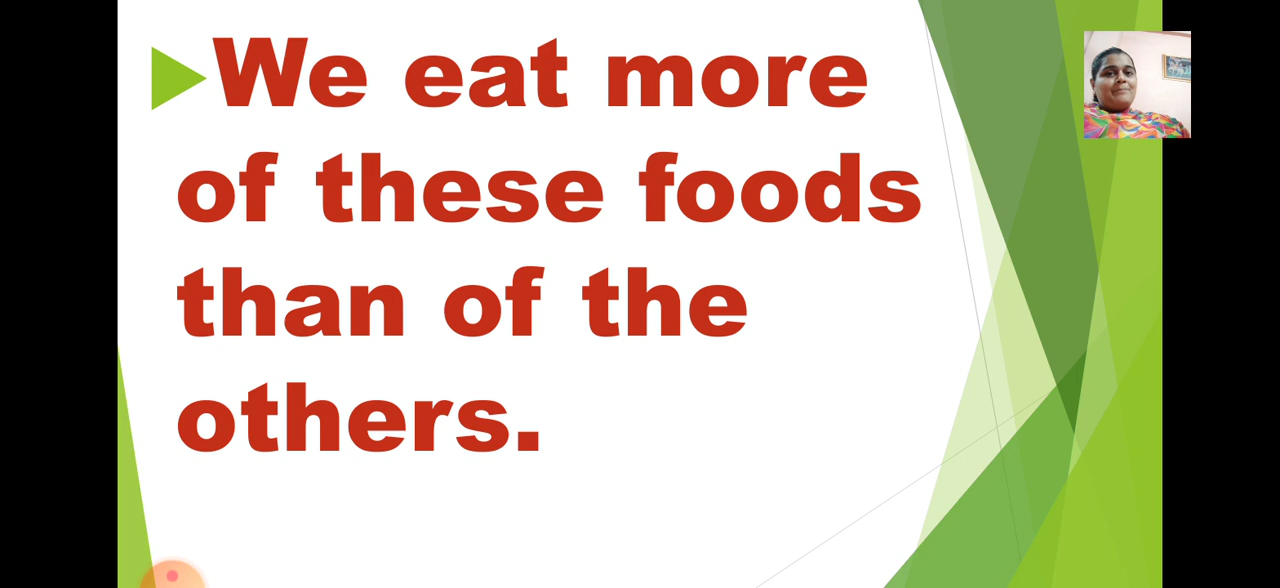 We eat more
of these foods
than of the
others.